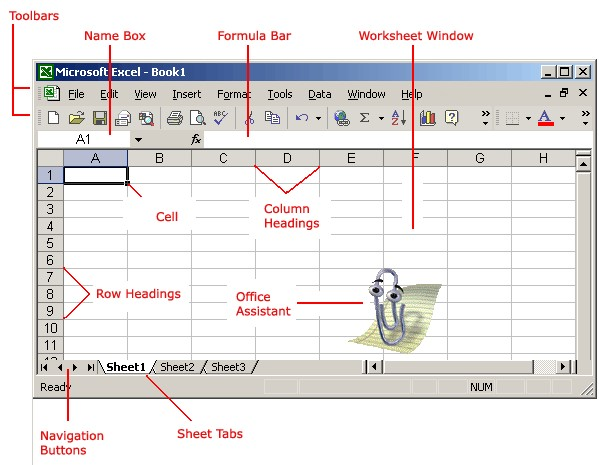 Toolbars
Name Box
Formula Bar
Worksheet Window
Microsoft Excel - Book1
File Edit View Insert Format Tools Data Window Help
A1
fx
A B C D E F G H
1
2
3
4
5
6
7
8
9
10
11
Cell
Column
Headings
Row Headings
Office
Assistant
Sheet1 Sheet2 Sheet3
Ready NUM
Navigation
Buttons
Sheet Tabs